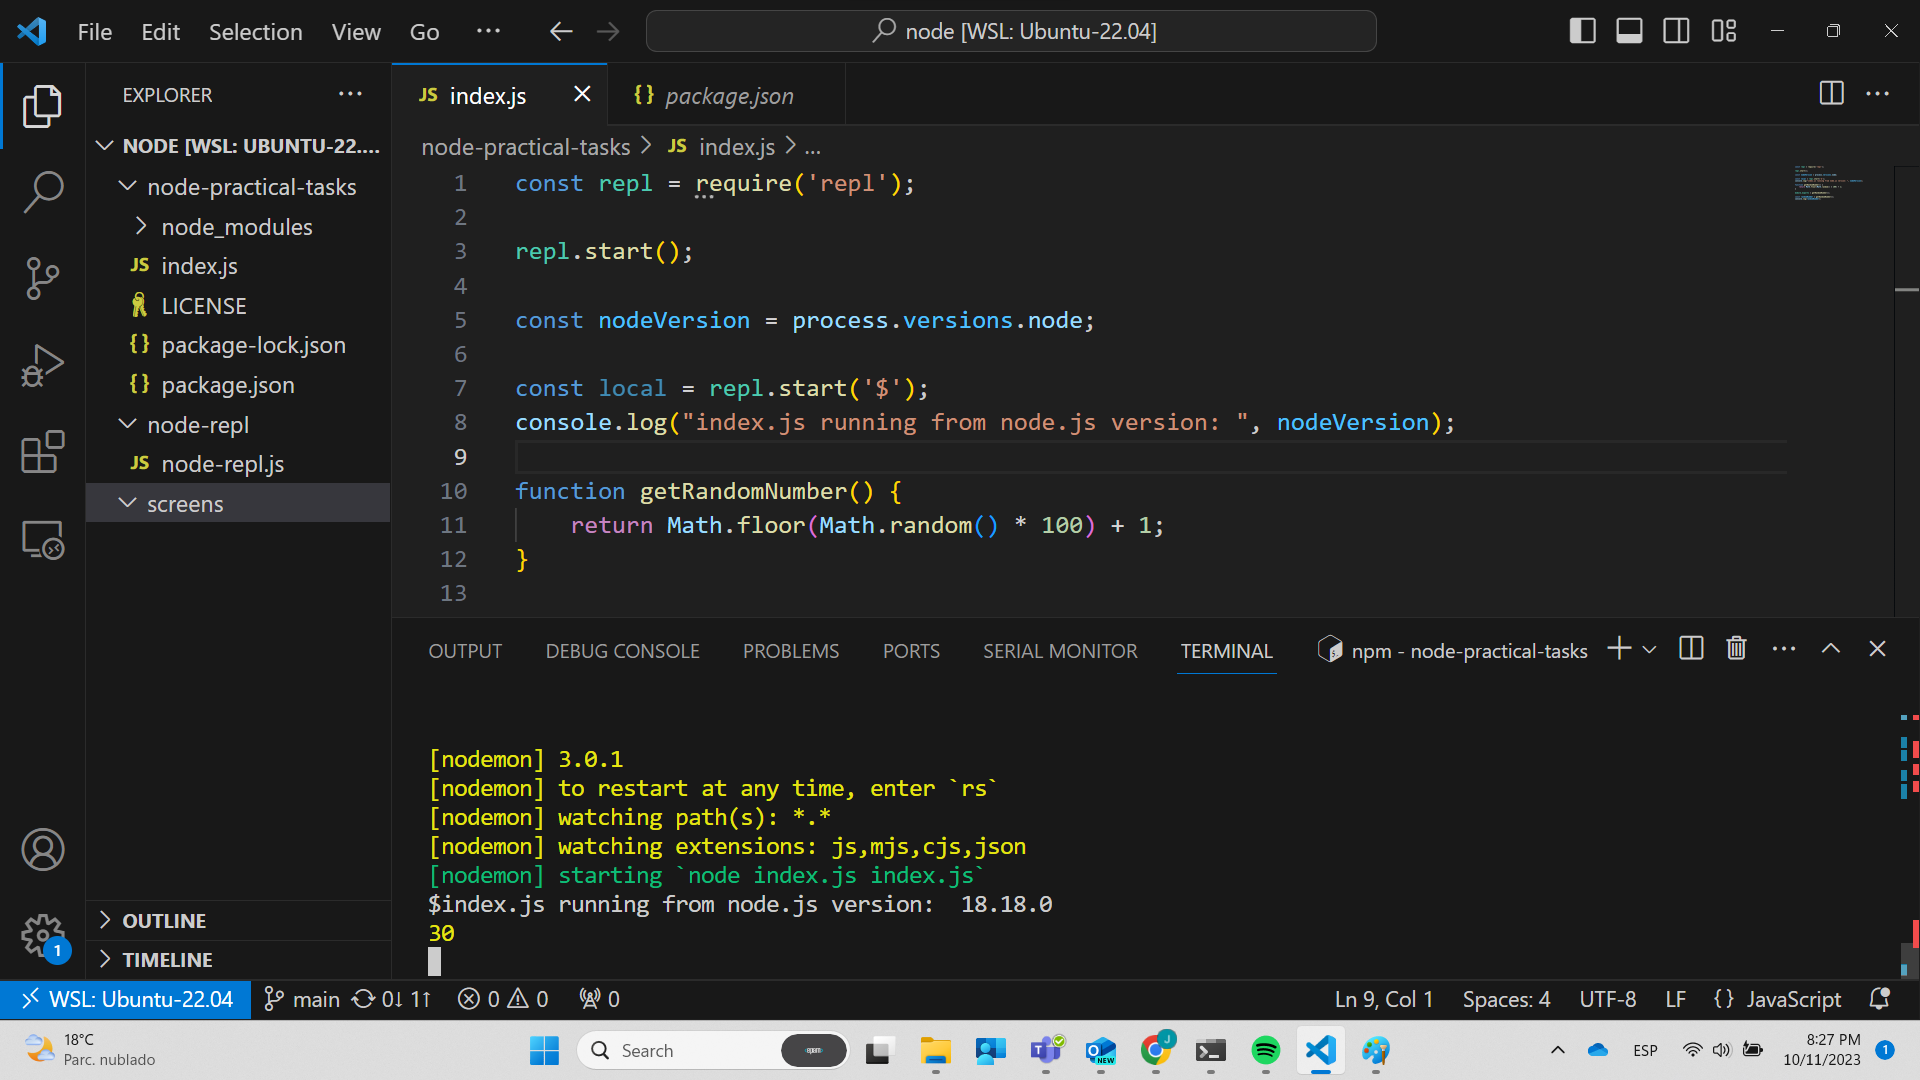 File Edit Selection View Go ··· node [WSL: Ubuntu-22.04]
EXPLORER ···
NODE [WSL: UBUNTU-22....
node-practical-tasks
node_modules
JS index.js
LICENSE
{} package-lock.json
{} package.json
node-repl
JS node-repl.js
screens
OUTLINE
TIMELINE
JS index.js {} package.json
node-practical-tasks > JS index.js > ...
1 const repl = require('repl');
2
3 repl.start();
4
5 const nodeVersion = process.versions.node;
6
7 const local = repl.start('$');
8 console.log("index.js running from node.js version: ", nodeVersion);
9
10 function getRandomNumber() {
11 return Math.floor(Math.random() * 100) + 1;
12 }
13
OUTPUT DEBUG CONSOLE PROBLEMS PORTS SERIAL MONITOR TERMINAL npm - node-practical-tasks
[nodemon] 3.0.1
[nodemon] to restart at any time, enter `rs`
[nodemon] watching path(s): *.*
[nodemon] watching extensions: js,mjs,cjs,json
[nodemon] starting `node index.js index.js`
$index.js running from node.js version:  18.18.0
30
1
WSL: Ubuntu-22.04 main 0↓ 1↑ 0 0 0 Ln 9, Col 1 Spaces: 4 UTF-8 LF {} JavaScript
18°C
Parc. nublado
Search
NEW
J
ESP
8:27 PM
10/11/2023
1